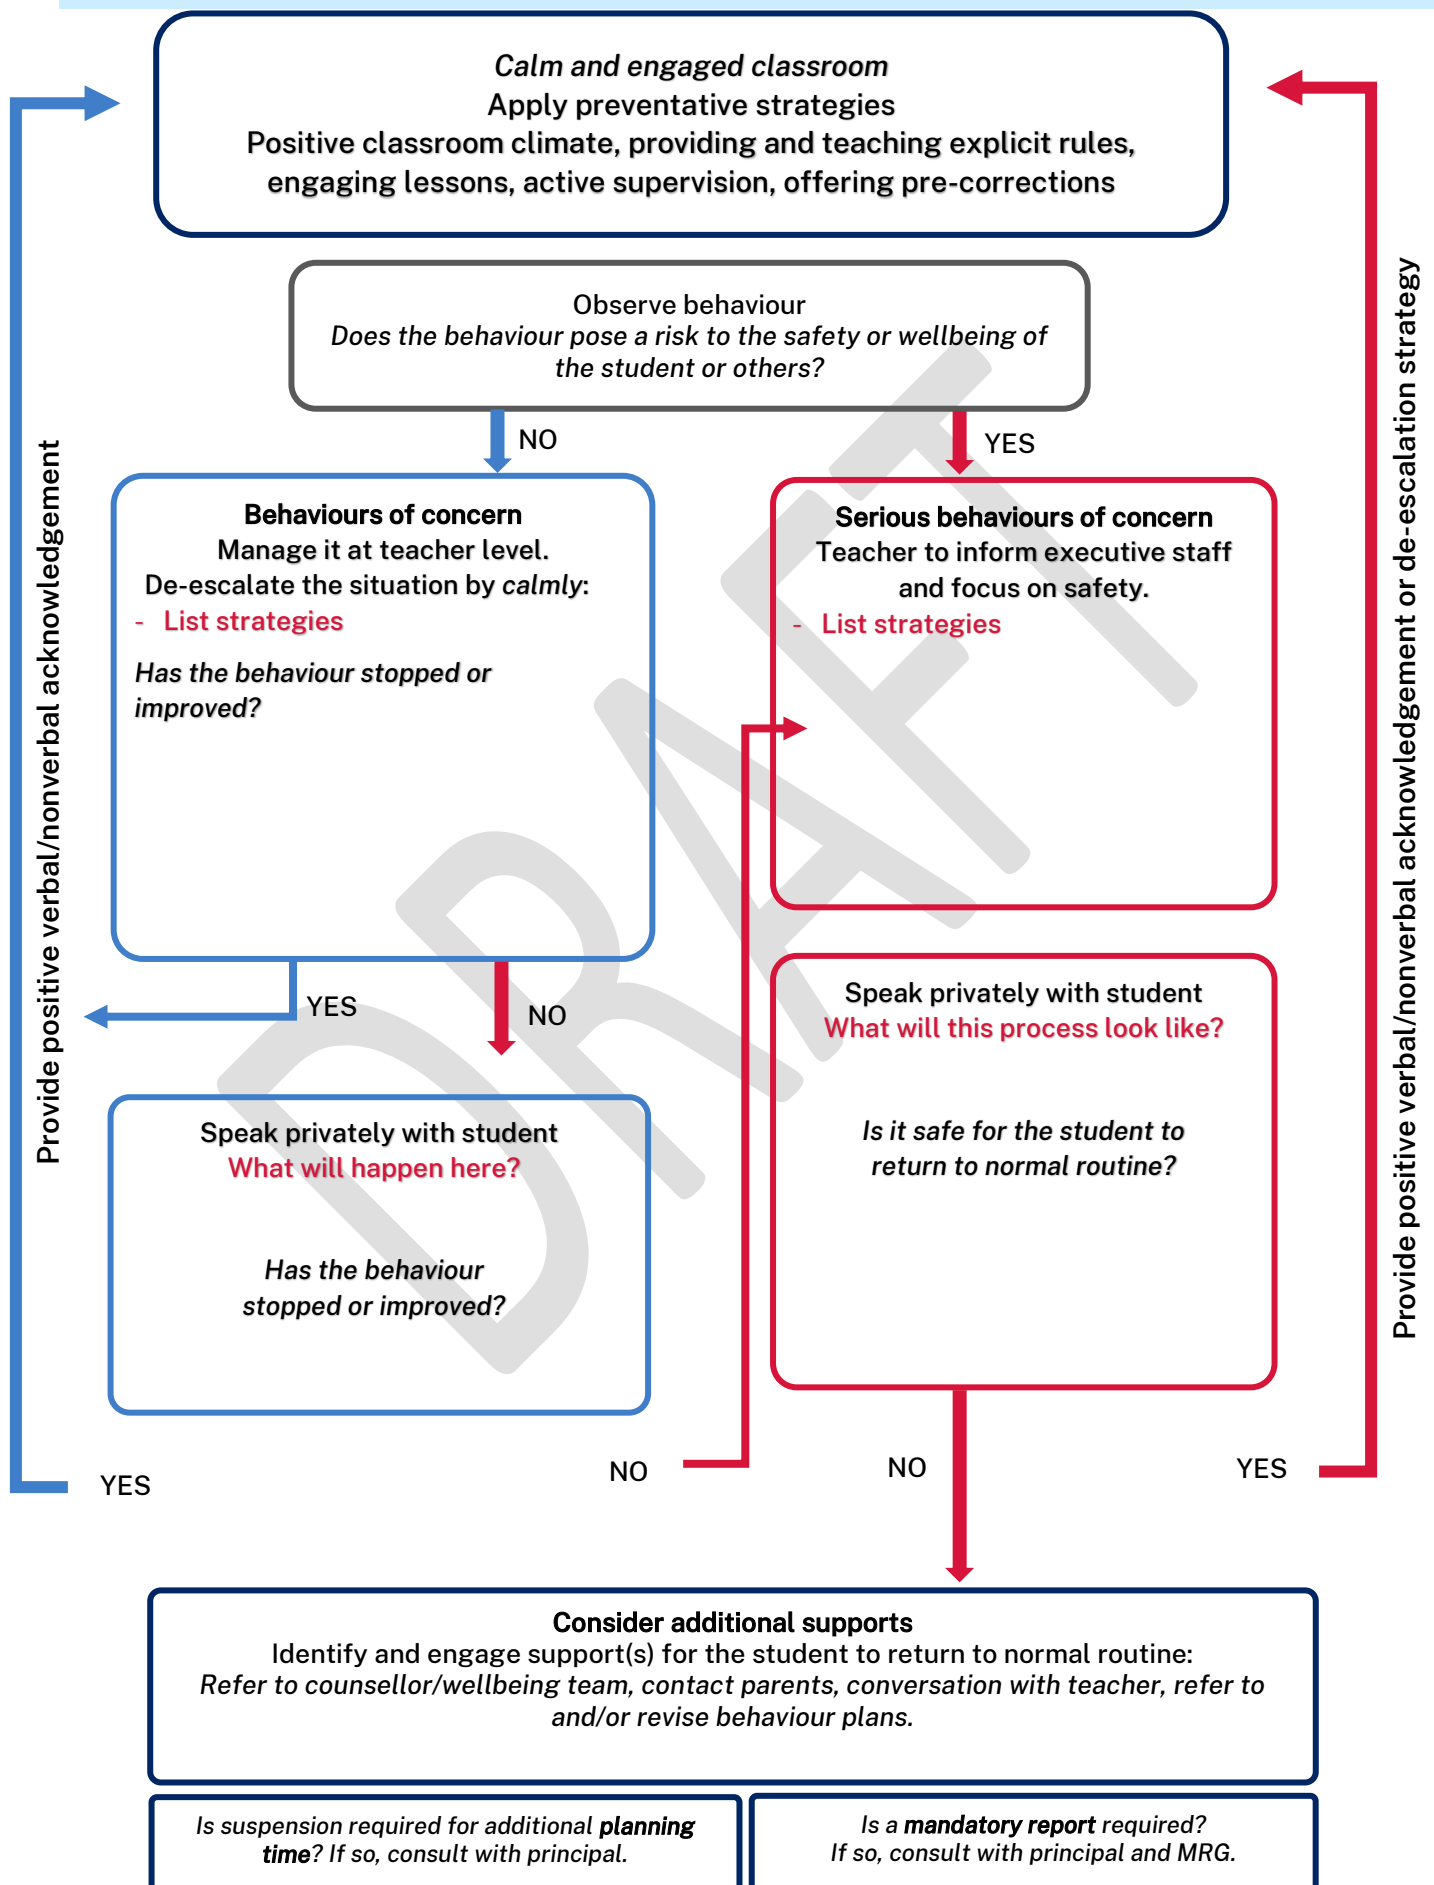 Calm and engaged classroom
Apply preventative strategies
Positive classroom climate, providing and teaching explicit rules,
engaging lessons, active supervision, offering pre-corrections
Observe behaviour
Does the behaviour pose a risk to the safety or wellbeing of
the student or others?
NO
YES
Behaviours of concern
Manage it at teacher level.
De-escalate the situation by calmly:
- List strategies
Has the behaviour stopped or
improved?
Serious behaviours of concern
Teacher to inform executive staff
and focus on safety.
- List strategies
YES
NO
Speak privately with student
What will happen here?
Has the behaviour
stopped or improved?
Speak privately with student
What will this process look like?
Is it safe for the student to
return to normal routine?
YES
NO
NO
YES
Provide positive verbal/nonverbal acknowledgement
Provide positive verbal/nonverbal acknowledgement or de-escalation strategy
Consider additional supports
Identify and engage support(s) for the student to return to normal routine:
Refer to counsellor/wellbeing team, contact parents, conversation with teacher, refer to
and/or revise behaviour plans.
Is suspension required for additional planning
time? If so, consult with principal.
Is a mandatory report required?
If so, consult with principal and MRG.
DRAFT